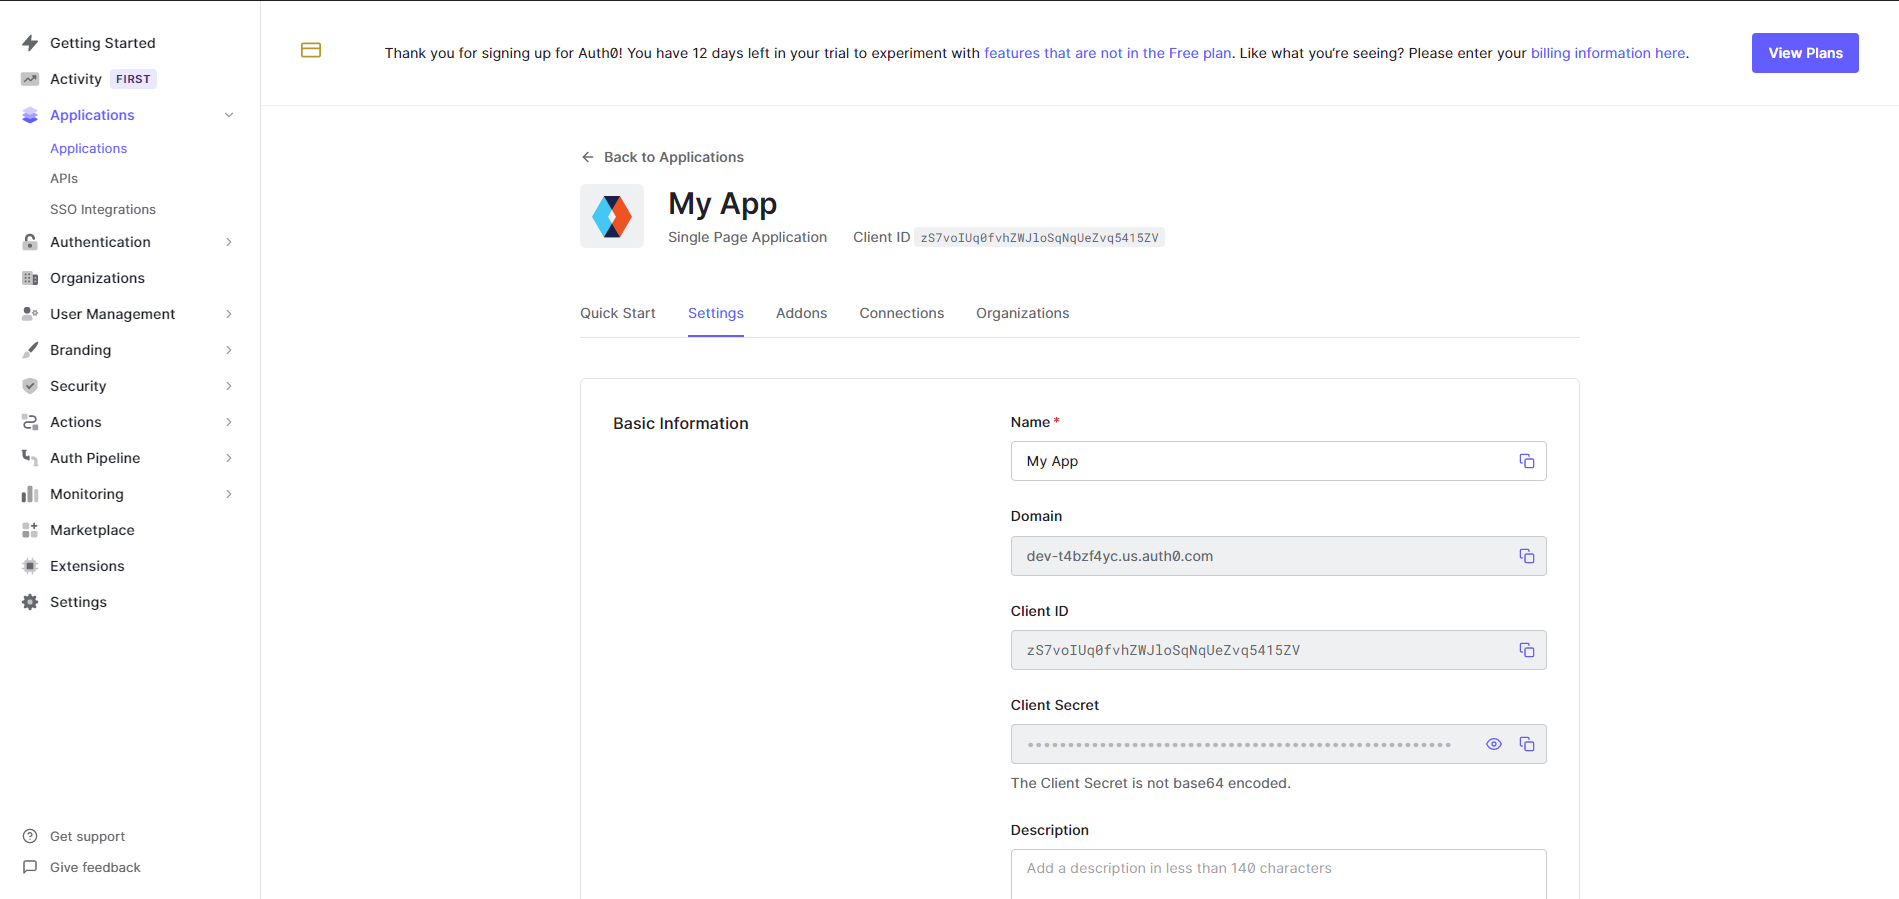 Getting Started
Activity FIRST
Applications
Applications
APIs
SSO Integrations
Authentication
Organizations
User Management
Branding
Security
Actions
Auth Pipeline
Monitoring
Marketplace
Extensions
Settings
Get support
Give feedback
Thank you for signing up for Auth0! You have 12 days left in your trial to experiment with features that are not in the Free plan. Like what you're seeing? Please enter your billing information here.
View Plans
Back to Applications
My App
Single Page Application Client ID zS7voIUq0fvhZWJloSqNqUeZvq5415ZV
Quick Start Settings Addons Connections Organizations
Basic Information
Name *
My App
Domain
dev-t4bzf4yc.us.auth0.com
Client ID
zS7voIUq0fvhZWJloSqNqUeZvq5415ZV
Client Secret
The Client Secret is not base64 encoded.
Description
Add a description in less than 140 characters